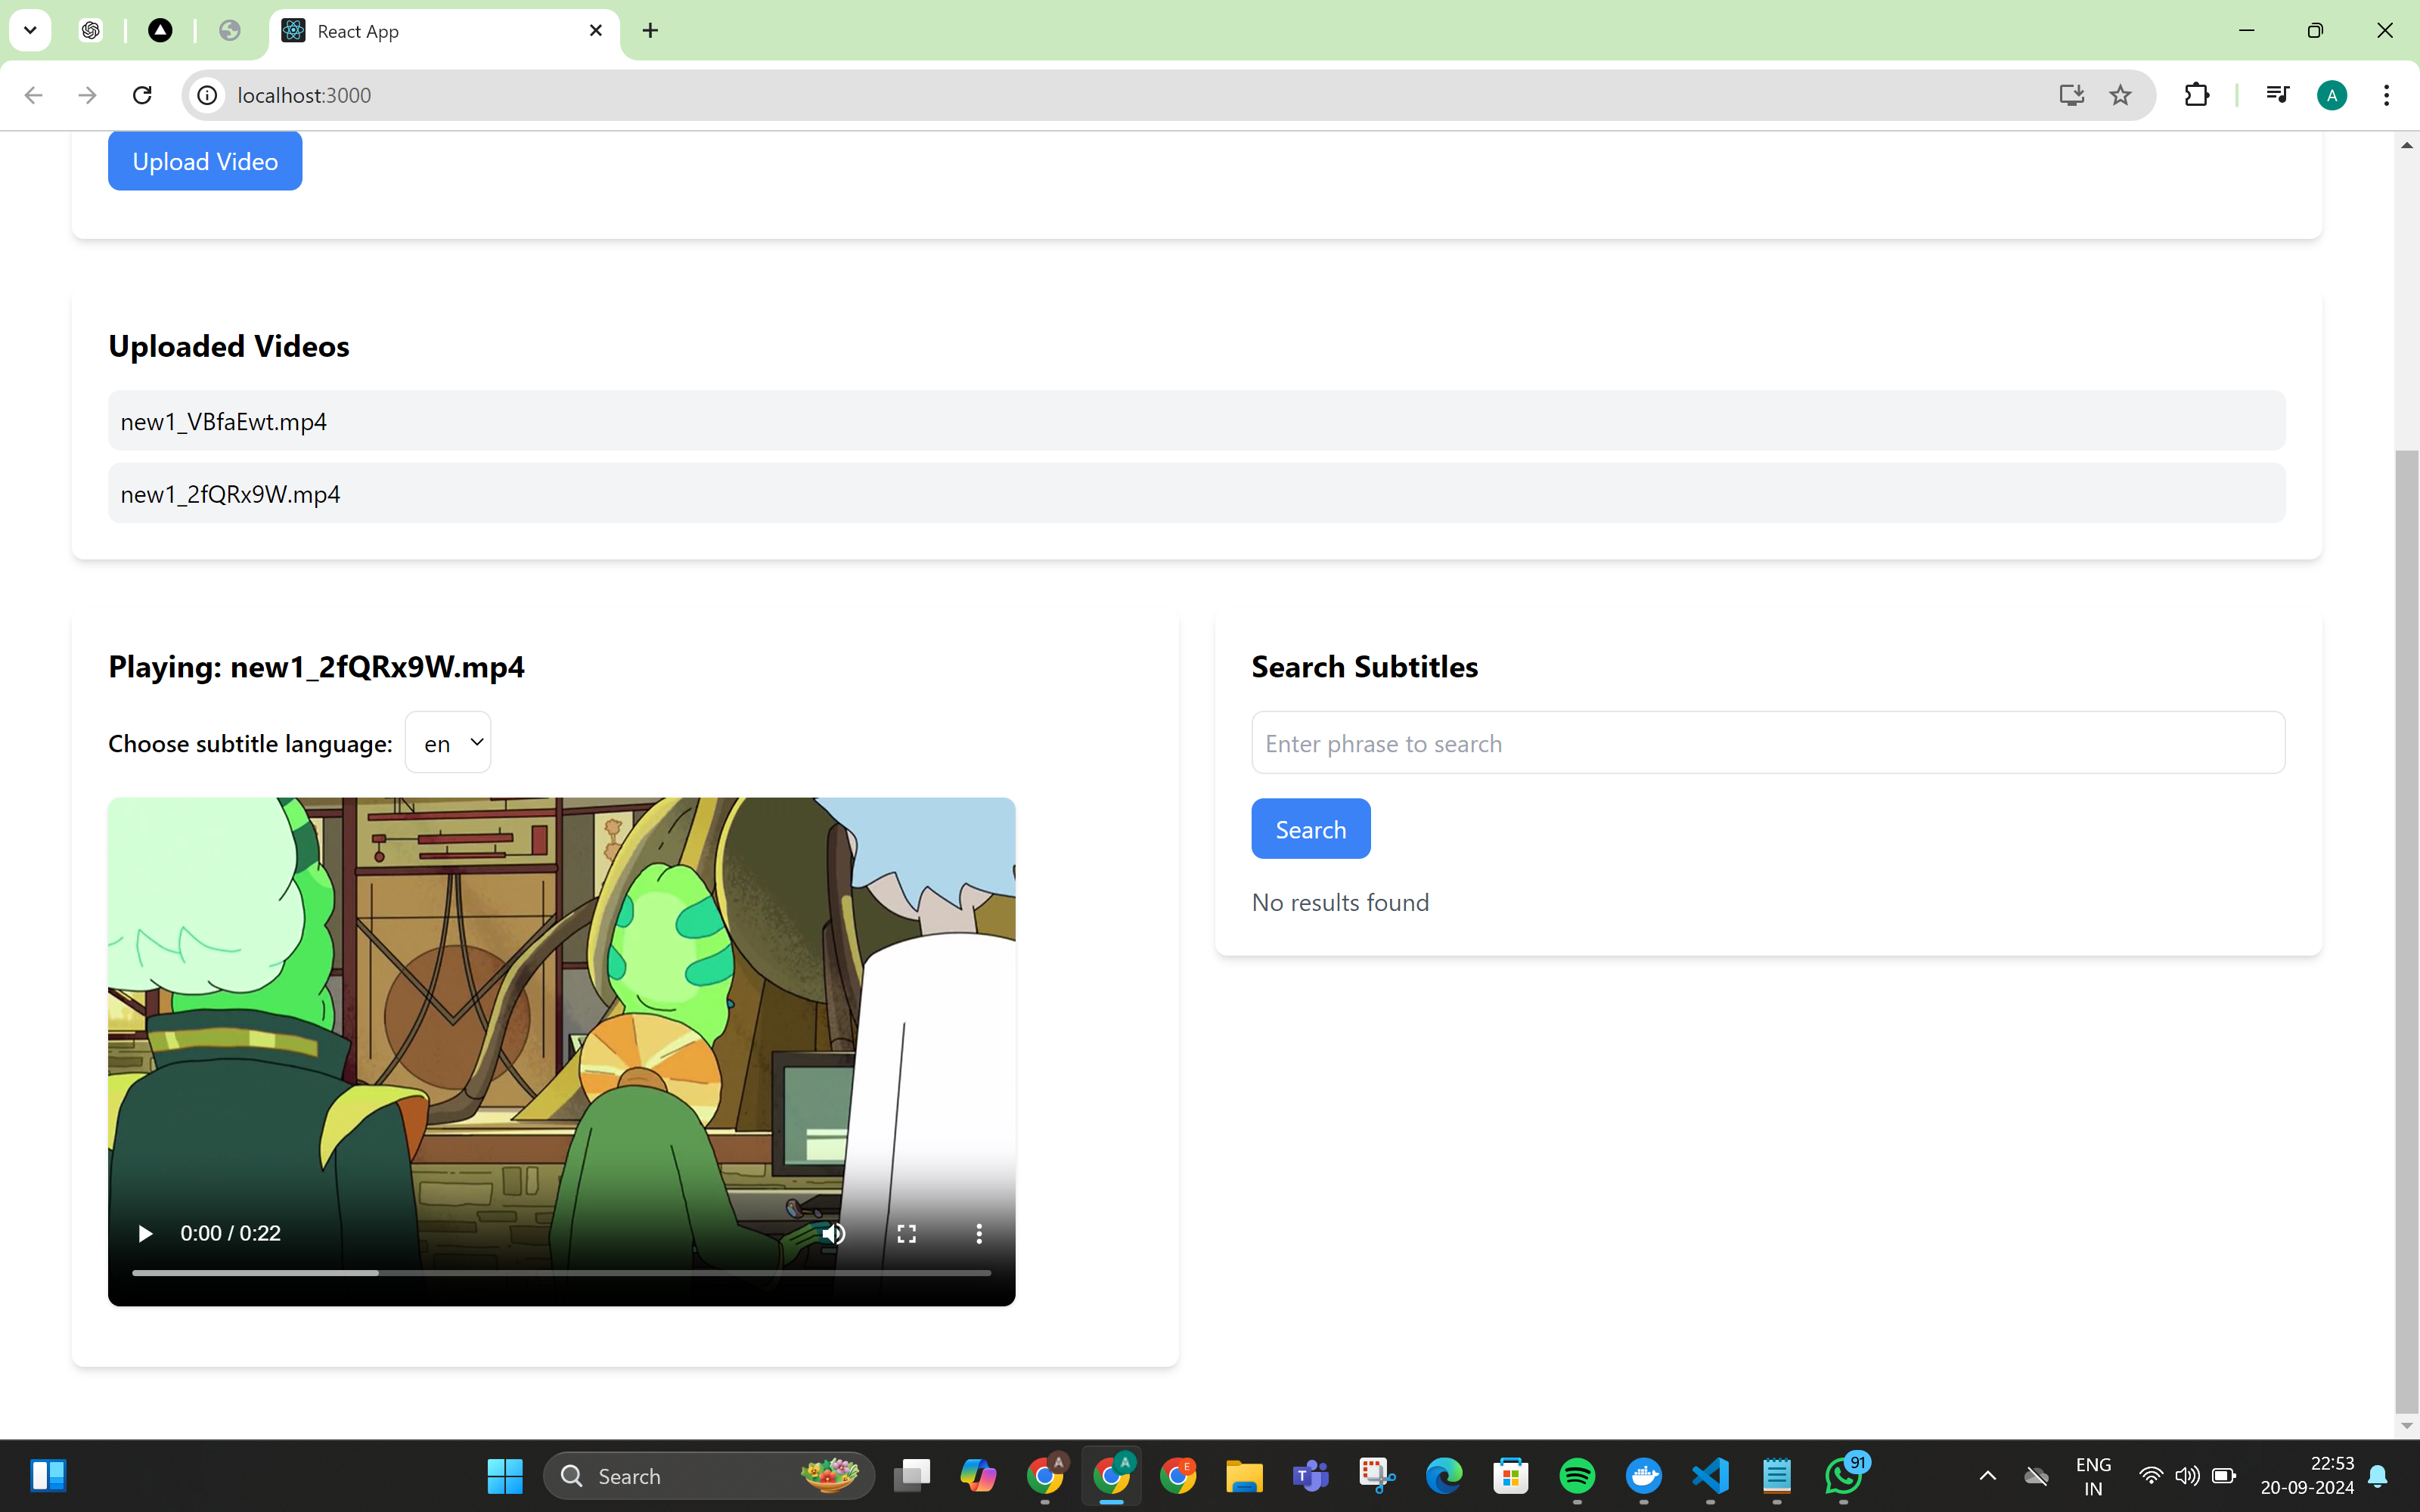 React App
localhost:3000
Upload Video
Uploaded Videos
new1_VBfaEwt.mp4
new1_2fQRx9W.mp4
Playing: new1_2fQRx9W.mp4
Choose subtitle language: en
0:00 / 0:22
Search Subtitles
Enter phrase to search
Search
No results found
Search
A
A
E
T
91
ENG
IN
22:53
20-09-2024
A